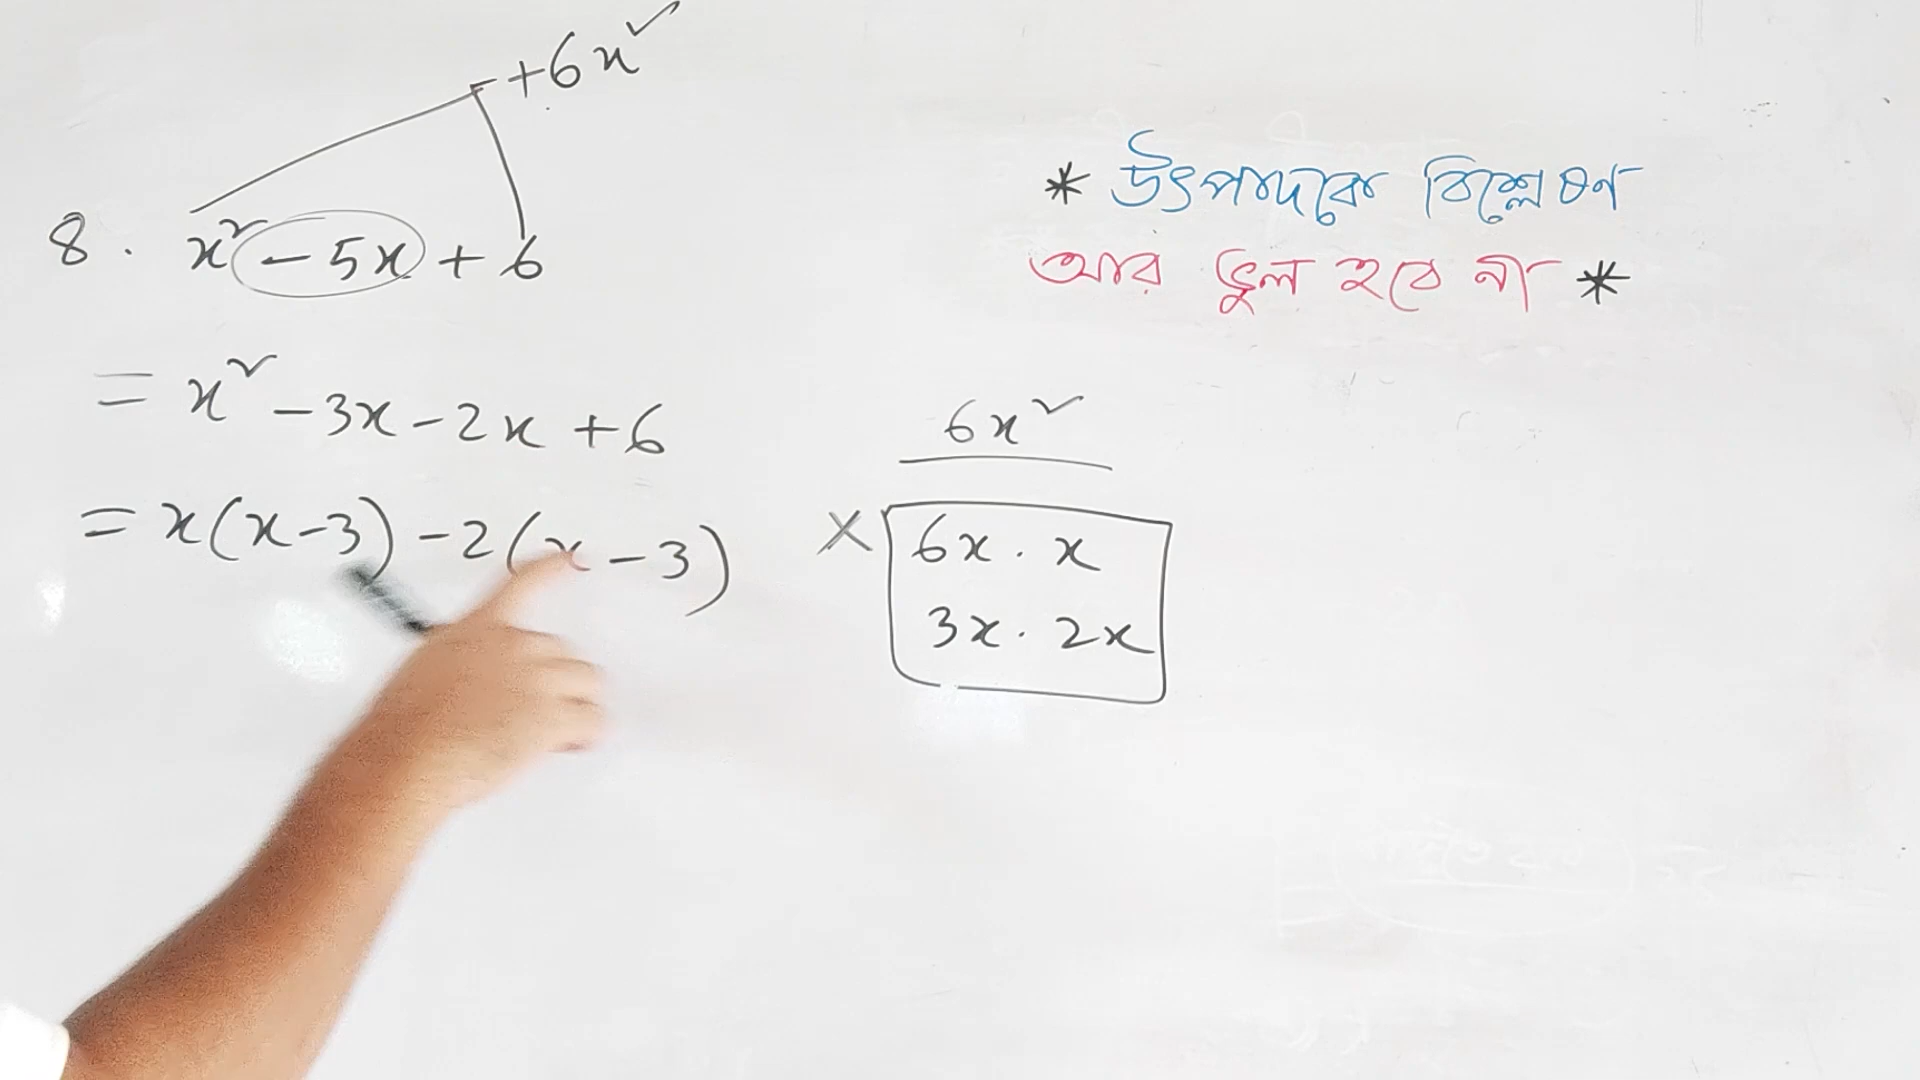 +6x²
8. x² - 5x + 6
= x² - 3x - 2x + 6
= x(x-3) - 2(x-3)
* উৎপাদকে বিশ্লেষণ
আর ভুল হবে না *
6x²
× 6x · x
3x · 2x